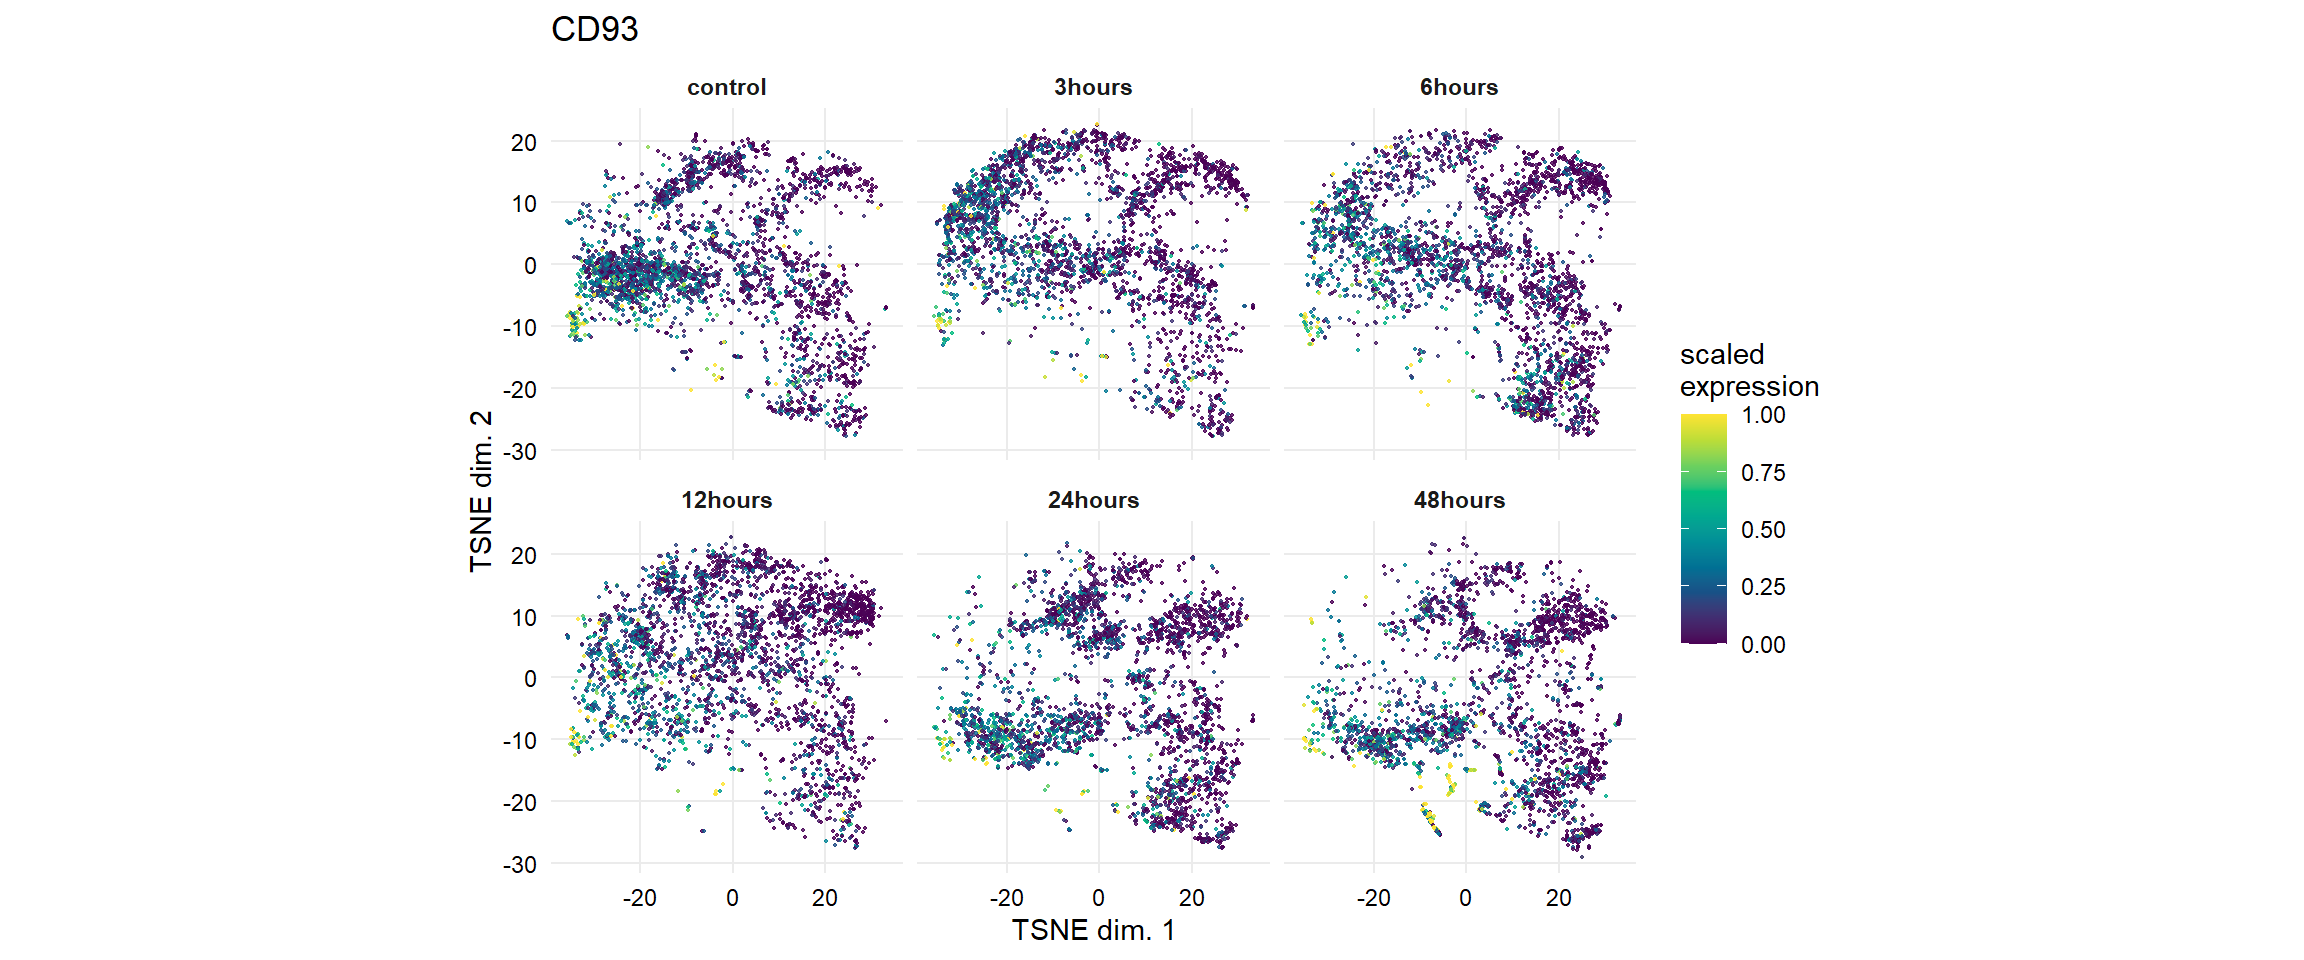 CD93
control
3hours
6hours
20
10
0
-10
-20
-30
12hours
24hours
48hours
20
10
0
-10
-20
-30
-20 0 20
-20 0 20
-20 0 20
TSNE dim. 1
TSNE dim. 2
scaled
expression
1.00
0.75
0.50
0.25
0.00